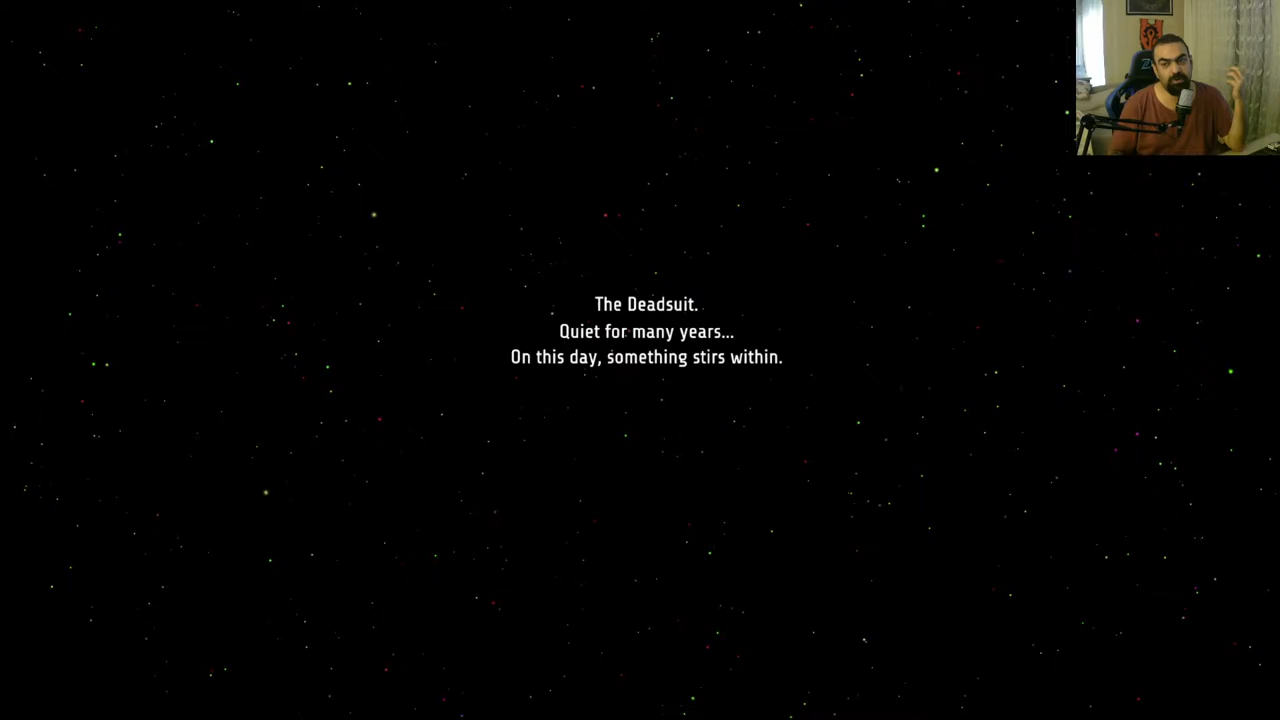 The Deadsuit.
Quiet for many years...
On this day, something stirs within.